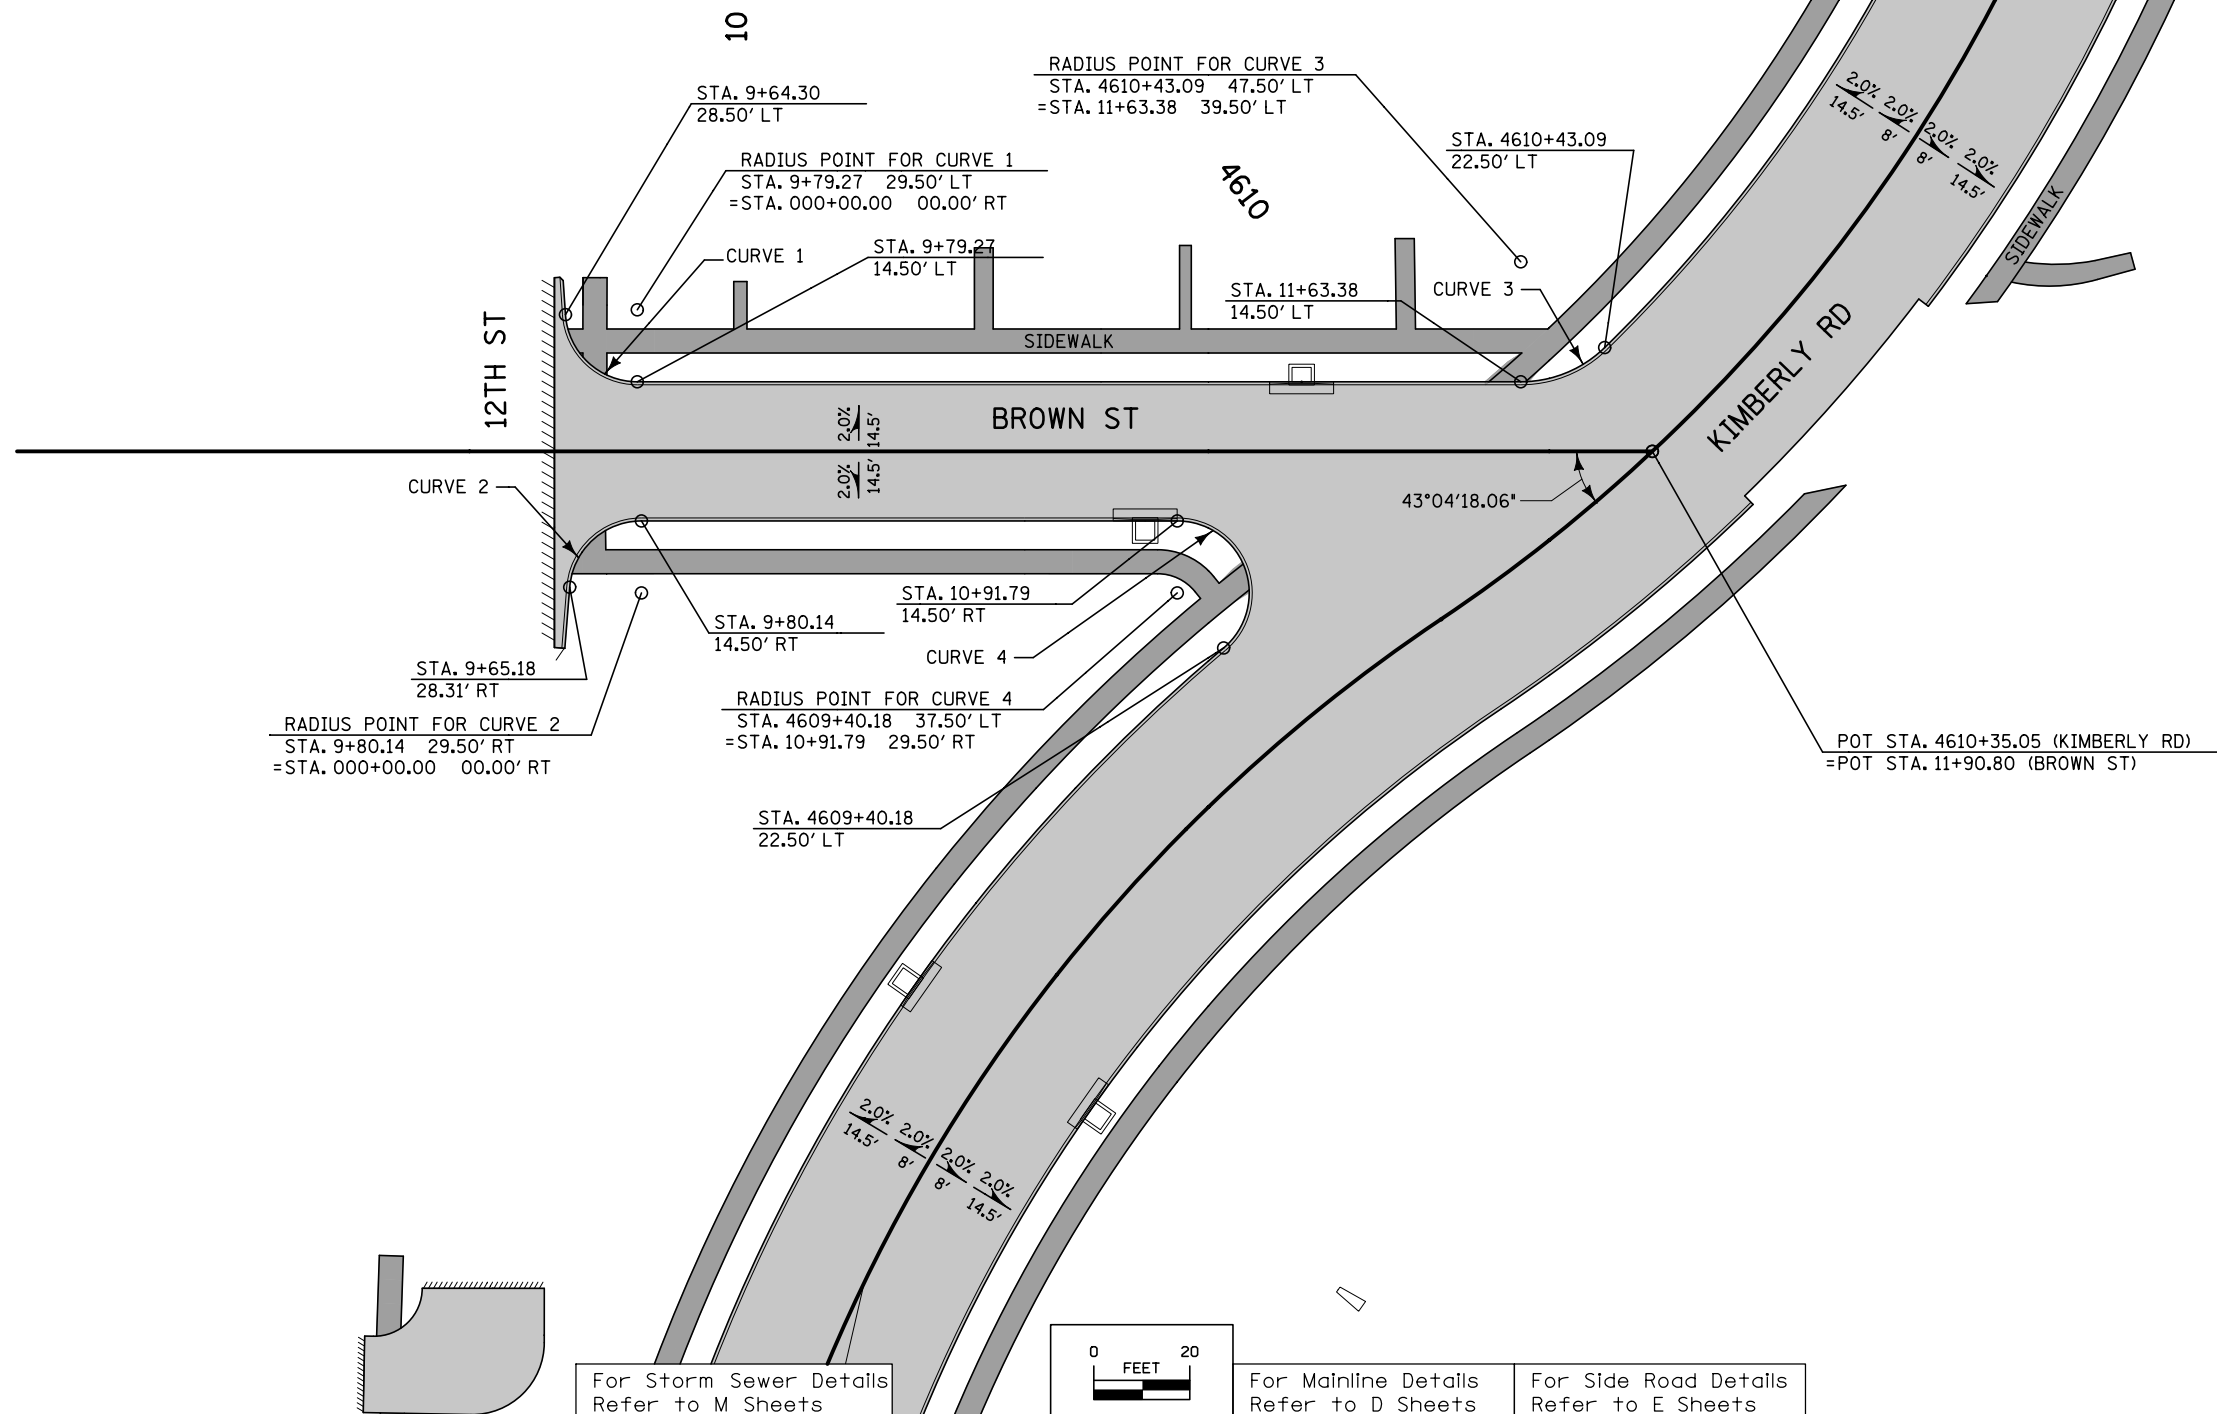 10
RADIUS POINT FOR CURVE 3
STA. 4610+43.09 47.50' LT
=STA. 11+63.38 39.50' LT
STA. 9+64.30
28.50' LT
STA. 4610+43.09
22.50' LT
2.0% 2.0% 2.0% 2.0%
14.5' 8' 8' 14.5'
RADIUS POINT FOR CURVE 1
STA. 9+79.27 29.50' LT
=STA. 000+00.00 00.00' RT
4610
SIDEWALK
CURVE 1
STA. 9+79.27
14.50' LT
STA. 11+63.38
14.50' LT
CURVE 3
12TH ST
SIDEWALK
KIMBERLY RD
BROWN ST
2.0%
14.5'
2.0%
14.5'
CURVE 2
43°04'18.06"
STA. 10+91.79
14.50' RT
STA. 9+80.14
14.50' RT
CURVE 4
STA. 9+65.18
28.31' RT
RADIUS POINT FOR CURVE 4
STA. 4609+40.18 37.50' LT
=STA. 10+91.79 29.50' RT
RADIUS POINT FOR CURVE 2
STA. 9+80.14 29.50' RT
=STA. 000+00.00 00.00' RT
POT STA. 4610+35.05 (KIMBERLY RD)
=POT STA. 11+90.80 (BROWN ST)
STA. 4609+40.18
22.50' LT
2.0% 2.0% 2.0% 2.0%
14.5' 8' 8' 14.5'
0 20
FEET
For Storm Sewer Details
Refer to M Sheets
For Mainline Details
Refer to D Sheets
For Side Road Details
Refer to E Sheets